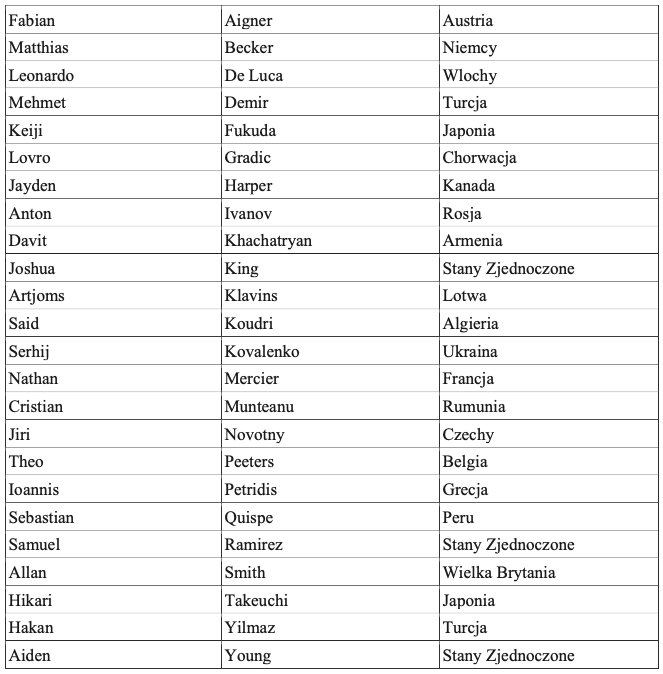 Fabian Aigner Austria
Matthias Becker Niemcy
Leonardo De Luca Wlochy
Mehmet Demir Turcja
Keiji Fukuda Japonia
Lovro Gradic Chorwacja
Jayden Harper Kanada
Anton Ivanov Rosja
Davit Khachatryan Armenia
Joshua King Stany Zjednoczone
Artjoms Klavins Lotwa
Said Koudri Algieria
Serhij Kovalenko Ukraina
Nathan Mercier Francja
Cristian Munteanu Rumunia
Jiri Novotny Czechy
Theo Peeters Belgia
Ioannis Petridis Grecja
Sebastian Quispe Peru
Samuel Ramirez Stany Zjednoczone
Allan Smith Wielka Brytania
Hikari Takeuchi Japonia
Hakan Yilmaz Turcja
Aiden Young Stany Zjednoczone